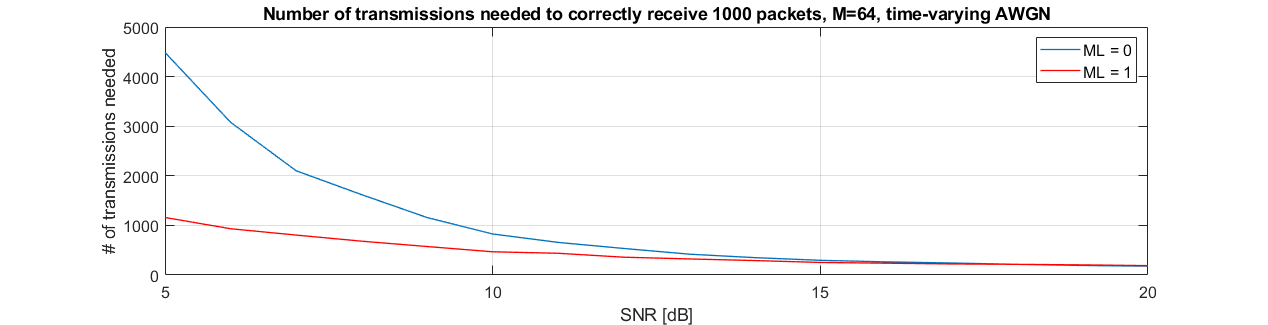 Number of transmissions needed to correctly receive 1000 packets, M=64, time-varying AWGN
# of transmissions needed
5000
4000
3000
2000
1000
0
ML = 0
ML = 1
5
10
15
20
SNR [dB]